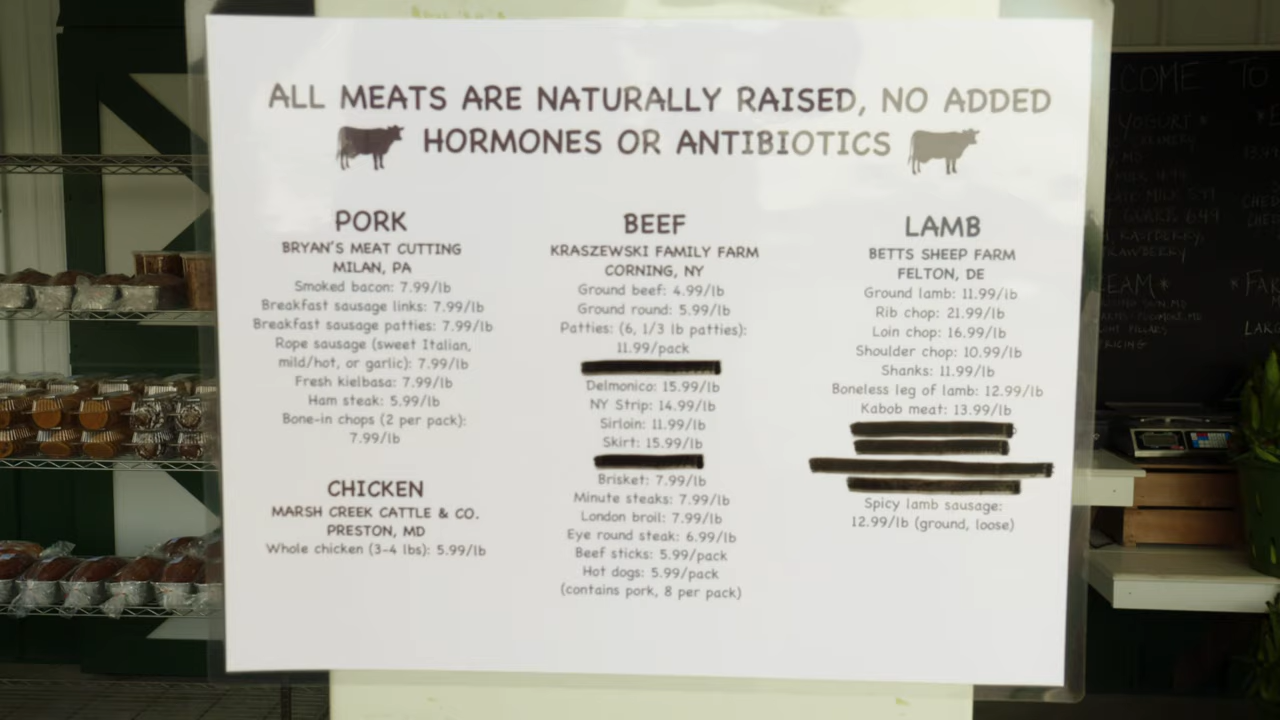 ALL MEATS ARE NATURALLY RAISED, NO ADDED
HORMONES OR ANTIBIOTICS
PORK
BRYAN'S MEAT CUTTING
MILAN, PA
Smoked bacon: 7.99/lb
Breakfast sausage links: 7.99/lb
Breakfast sausage patties: 7.99/lb
Rope sausage (sweet Italian,
mild/hot, or garlic): 7.99/lb
Fresh kielbasa: 7.99/lb
Ham steak: 5.99/lb
Bone-in chops (2 per pack):
7.99/lb
CHICKEN
MARSH CREEK CATTLE & CO.
PRESTON, MD
Whole chicken (3-4 lbs): 5.99/lb
BEEF
KRASZEWSKI FAMILY FARM
CORNING, NY
Ground beef: 4.99/lb
Ground round: 5.99/lb
Patties: (6, 1/3 lb patties):
11.99/pack
Delmonico: 15.99/lb
NY Strip: 14.99/lb
Sirloin: 11.99/lb
Skirt: 15.99/lb
Brisket: 7.99/lb
Minute steaks: 7.99/lb
London broil: 7.99/lb
Eye round steak: 6.99/lb
Beef sticks: 5.99/pack
Hot dogs: 5.99/pack
(contains pork, 8 per pack)
LAMB
BETTS SHEEP FARM
FELTON, DE
Ground lamb: 11.99/lb
Rib chop: 21.99/lb
Loin chop: 16.99/lb
Shoulder chop: 10.99/lb
Shanks: 11.99/lb
Boneless leg of lamb: 12.99/lb
Kabob meat: 13.99/lb
Spicy lamb sausage:
12.99/lb (ground, loose)
COME TO
YOGURT
MILK 5.99
QUARTS 6.49